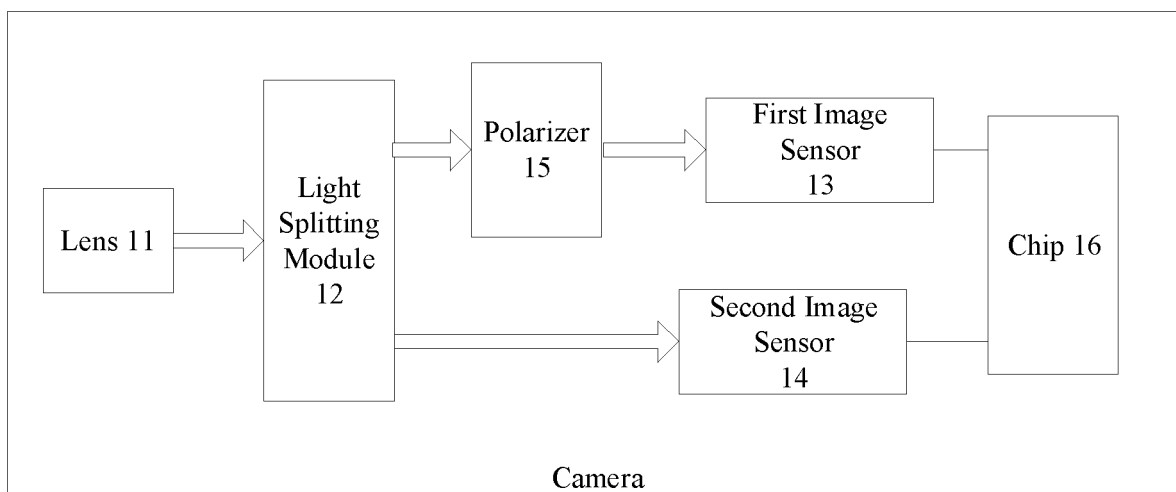 Lens 11
Light
Splitting
Module
12
Polarizer
15
First Image
Sensor
13
Second Image
Sensor
14
Chip 16
Camera